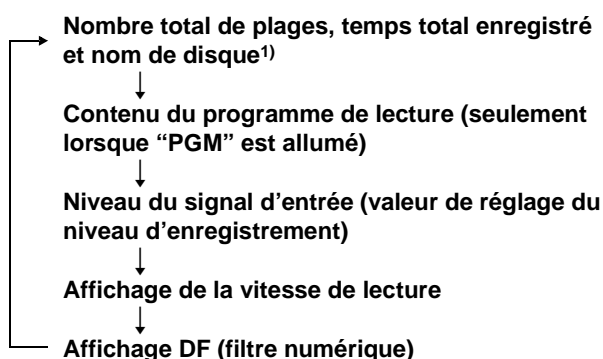 Nombre total de plages, temps total enregistré
et nom de disque1)
Contenu du programme de lecture (seulement
lorsque “PGM” est allumé)
Niveau du signal d’entrée (valeur de réglage du
niveau d’enregistrement)
Affichage de la vitesse de lecture
Affichage DF (filtre numérique)